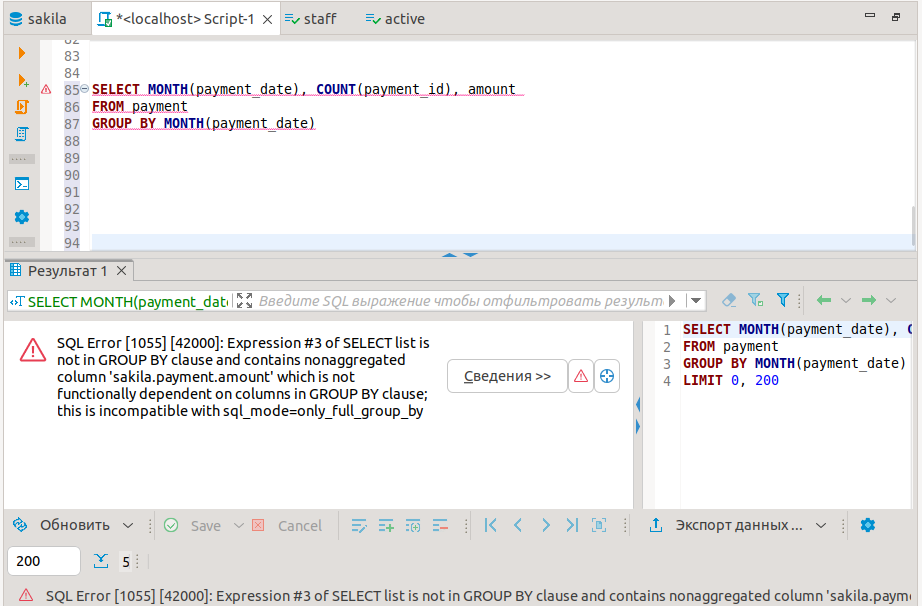 sakila
*<localhost> Script-1
staff
active
82
83
84
85 SELECT MONTH(payment_date), COUNT(payment_id), amount
86 FROM payment
87 GROUP BY MONTH(payment_date)
88
89
90
91
92
93
94
Результат 1
SELECT MONTH(payment_dat
Введите SQL выражение чтобы отфильтровать результ
SQL Error [1055] [42000]: Expression #3 of SELECT list is
not in GROUP BY clause and contains nonaggregated
column 'sakila.payment.amount' which is not
functionally dependent on columns in GROUP BY clause;
this is incompatible with sql_mode=only_full_group_by
Сведения >>
1 SELECT MONTH(payment_date), C
2 FROM payment
3 GROUP BY MONTH(payment_date)
4 LIMIT 0, 200
Обновить
Save
Cancel
Экспорт данных ...
200
5
SQL Error [1055] [42000]: Expression #3 of SELECT list is not in GROUP BY clause and contains nonaggregated column 'sakila.paym